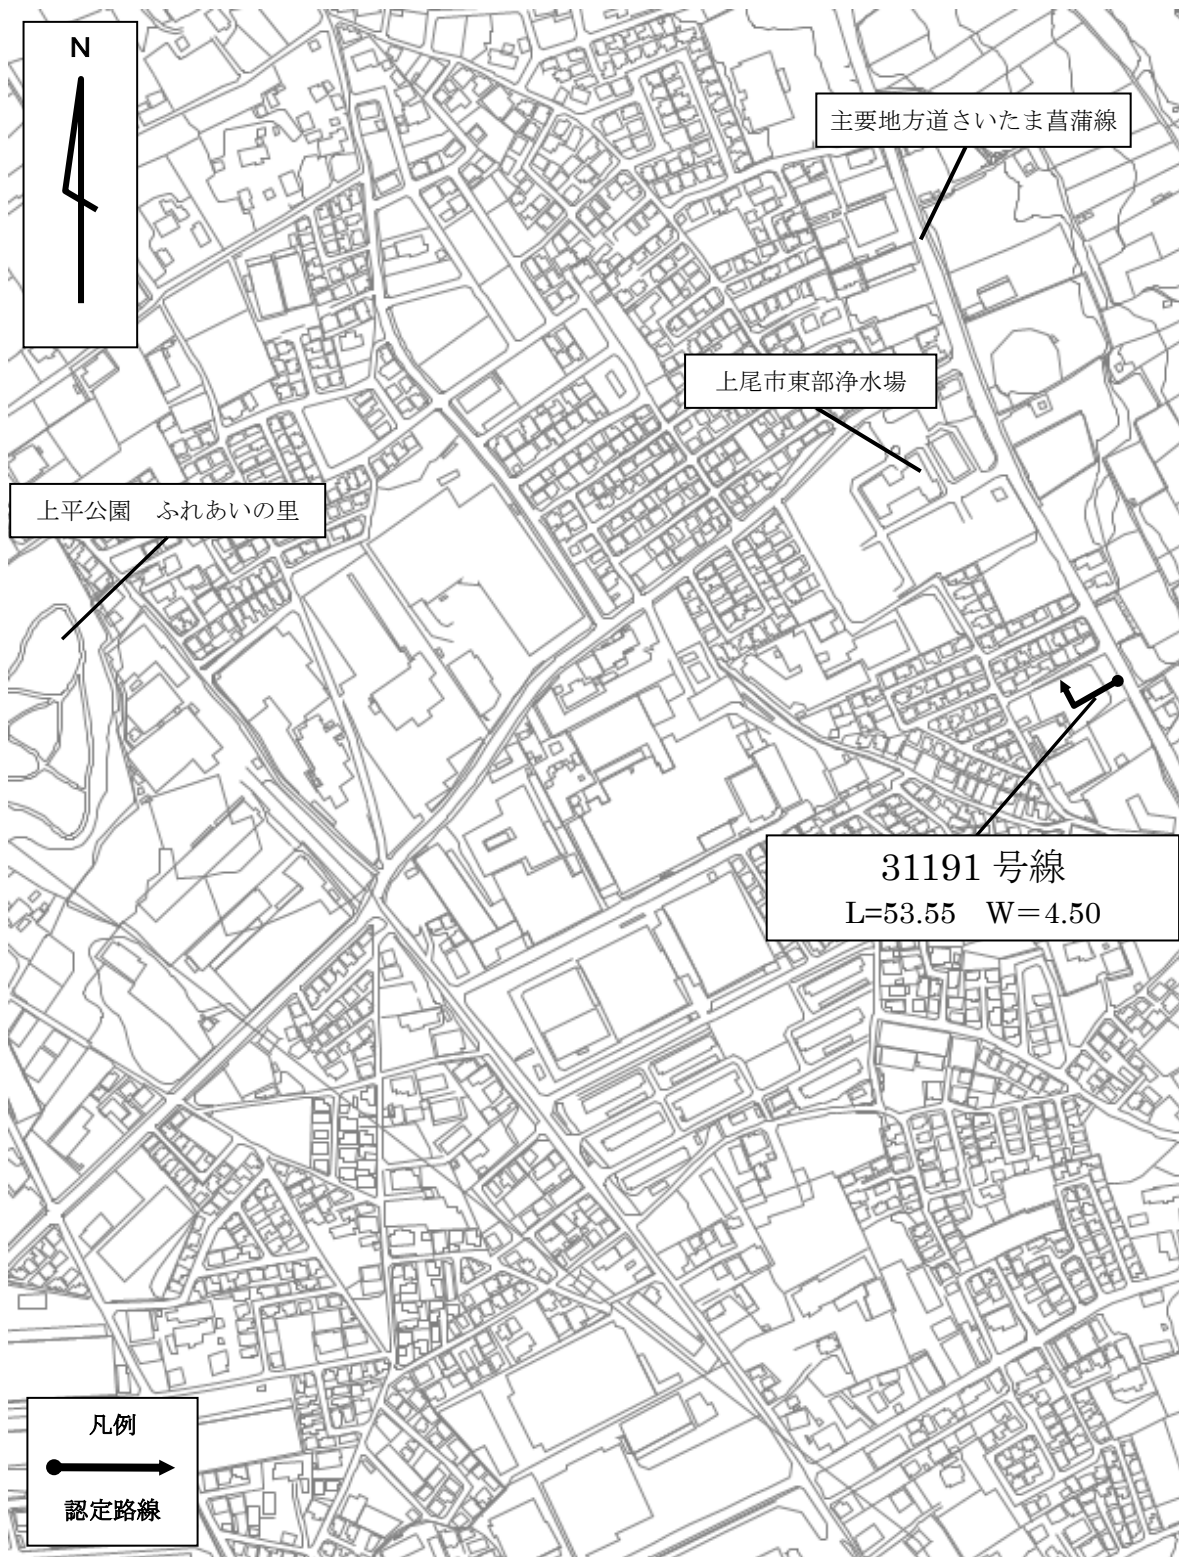 N
主要地方道さいたま菖蒲線
上尾市東部浄水場
上平公園　ふれあいの里
31191 号線
L=53.55　W＝4.50
凡例
認定路線